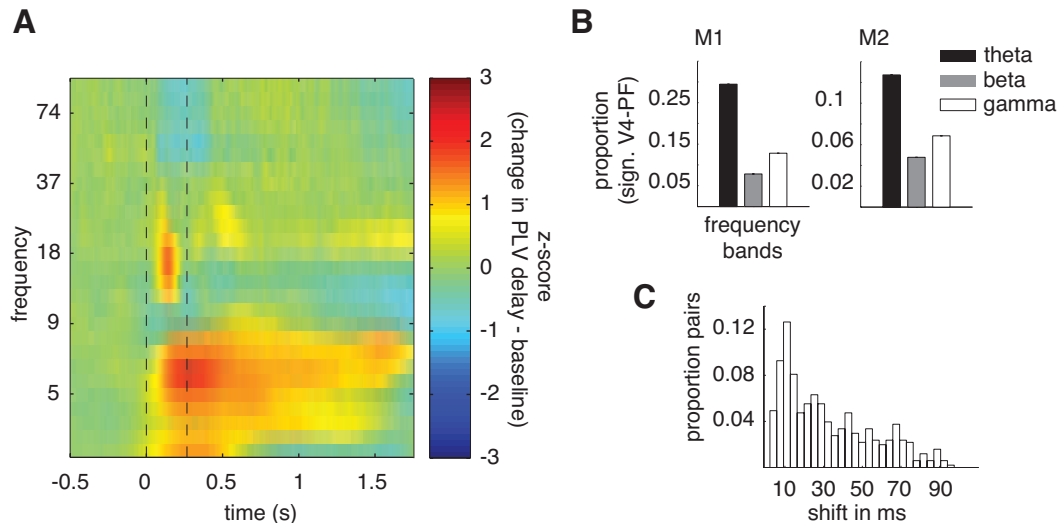 A
frequency
74
37
18
9
5
-0.5
0
0.5
1
1.5
time (s)
3
2
1
0
-1
-2
-3
z-score
(change in PLV delay - baseline)
B
M1
M2
theta
beta
gamma
proportion
(sign. V4-PF)
0.25
0.15
0.05
0.1
0.06
0.02
frequency
bands
C
proportion pairs
0.12
0.08
0.04
10
30
50
70
90
shift in ms